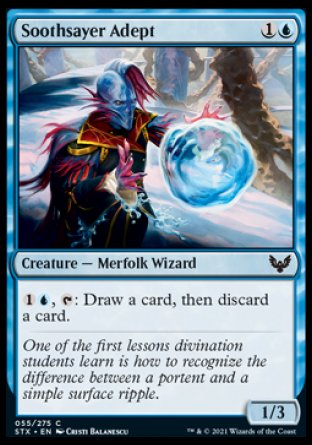 Soothsayer Adept 1
Creature — Merfolk Wizard
1, : Draw a card, then discard
a card.
One of the first lessons divination
students learn is how to recognize the
difference between a portent and a
simple surface ripple.
1/3
055/275 C
STX • EN CRISTI BALANESCU
™ & © 2021 Wizards of the Coast